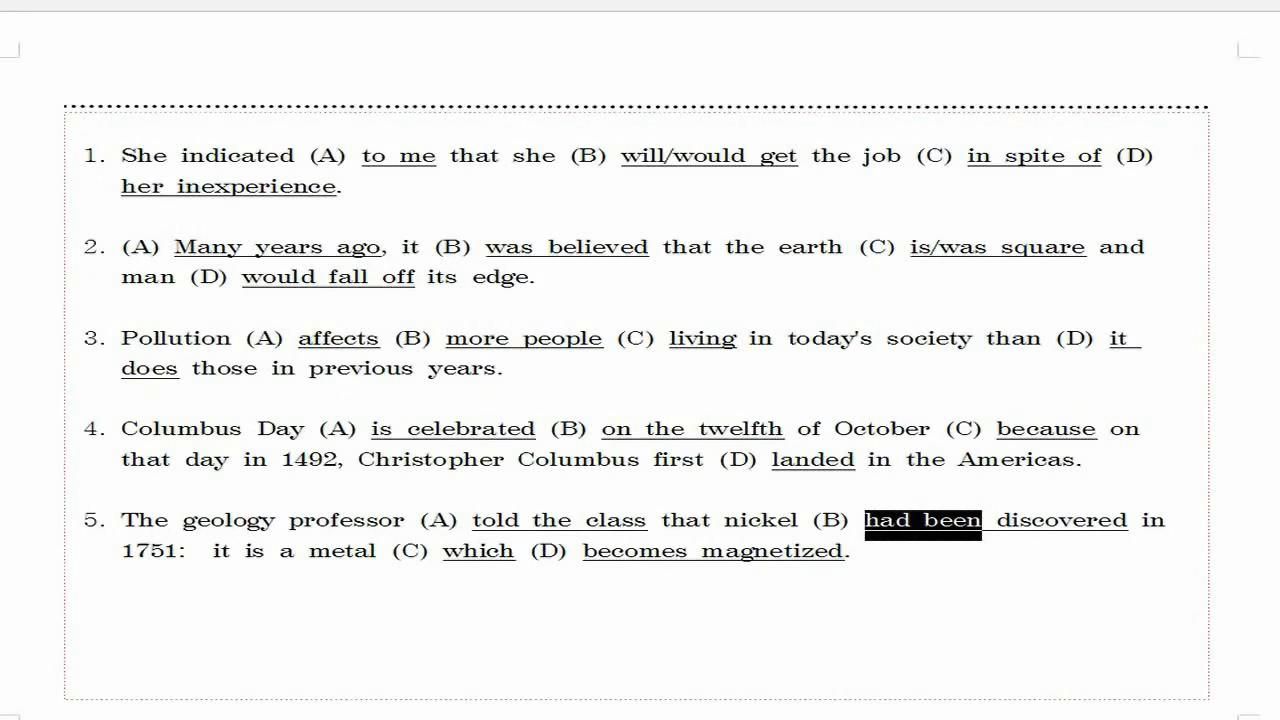 1. She indicated (A) to me that she (B) will/would get the job (C) in spite of (D)
her inexperience.
2. (A) Many years ago, it (B) was believed that the earth (C) is/was square and
man (D) would fall off its edge.
3. Pollution (A) affects (B) more people (C) living in today's society than (D) it
does those in previous years.
4. Columbus Day (A) is celebrated (B) on the twelfth of October (C) because on
that day in 1492, Christopher Columbus first (D) landed in the Americas.
5. The geology professor (A) told the class that nickel (B) had been discovered in
1751: it is a metal (C) which (D) becomes magnetized.